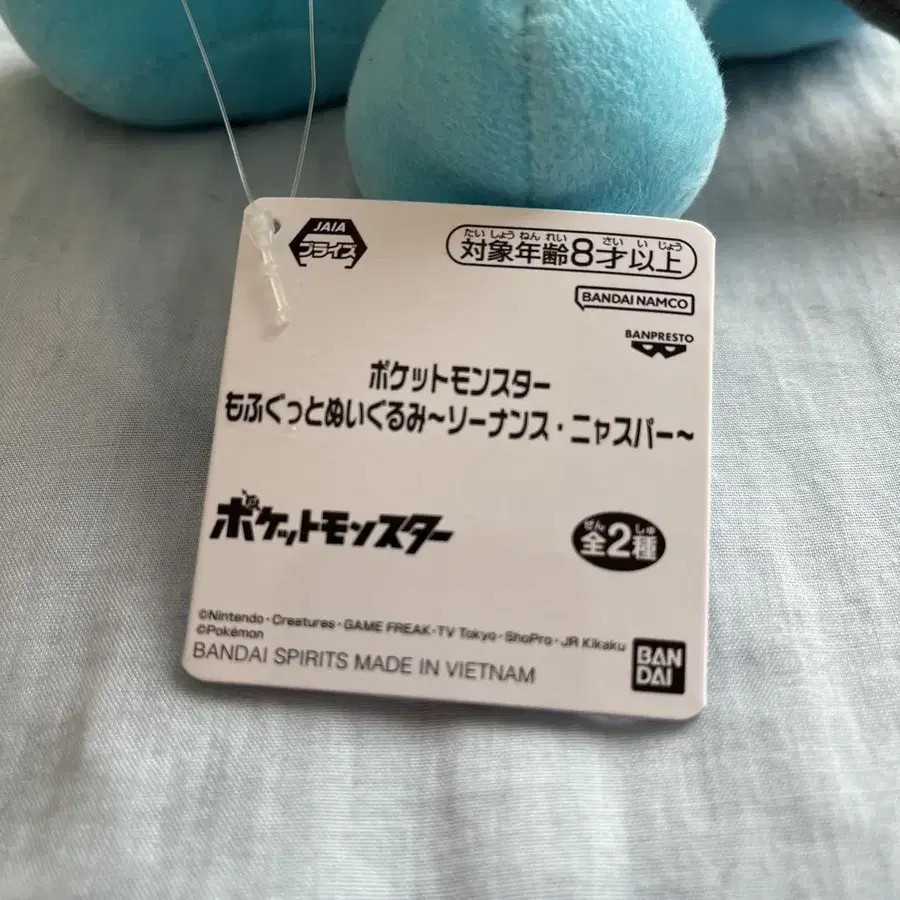 JAIA
プライズ
たいしょうねんれい さいいじょう
対象年齢8才以上
BANDAI NAMCO
BANPRESTO
ポケットモンスター
もふぐっとぬいぐるみ~ソーナンス・ニャスパー~
ポケットモンスター
ぜん しゅ
全2種
©Nintendo・Creatures・GAME FREAK・TV Tokyo・ShoPro・JR Kikaku
©Pokémon
BANDAI SPIRITS MADE IN VIETNAM
BAN
DAI